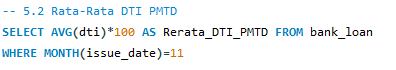 -- 5.2 Rata-Rata DTI PMTD
SELECT AVG(dti)*100 AS Rerata_DTI_PMTD FROM bank_loan
WHERE MONTH(issue_date)=11